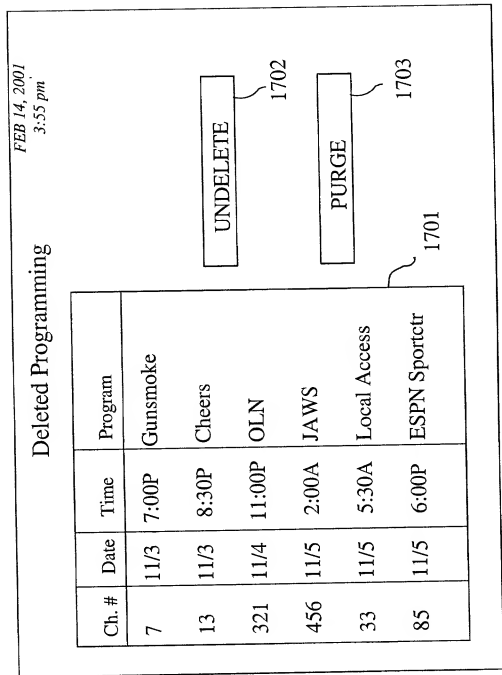 FEB 14, 2001
3:55 pm
Deleted Programming
Ch. # Date Time Program
7 11/3 7:00P Gunsmoke
13 11/3 8:30P Cheers
321 11/4 11:00P OLN
456 11/5 2:00A JAWS
33 11/5 5:30A Local Access
85 11/5 6:00P ESPN Sportctr
1701
UNDELETE
1702
PURGE
1703